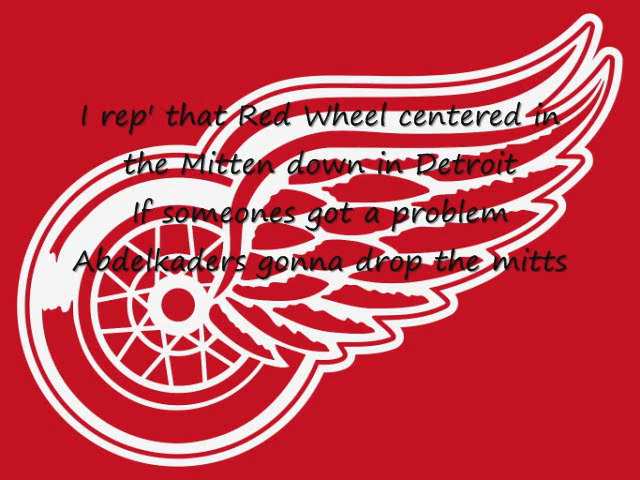 I rep' that Red Wheel centered in
the Mitten down in Detroit
If someones got a problem
Abdelkaders gonna drop the mitts